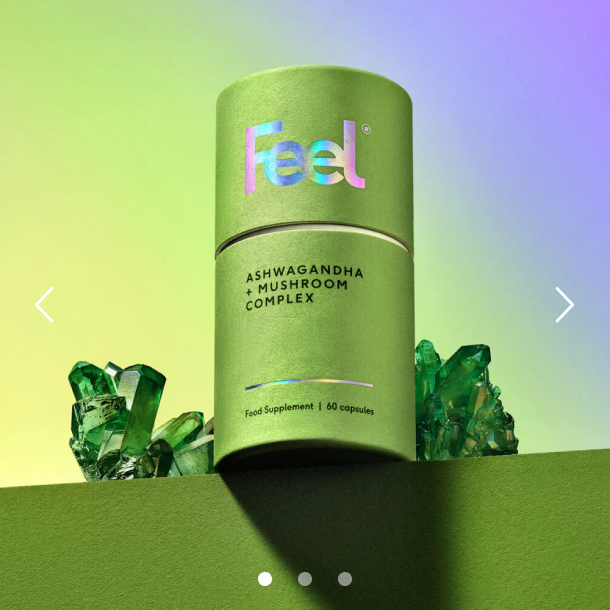 Feel®
ASHWAGANDHA
+ MUSHROOM
COMPLEX
Food Supplement | 60 capsules